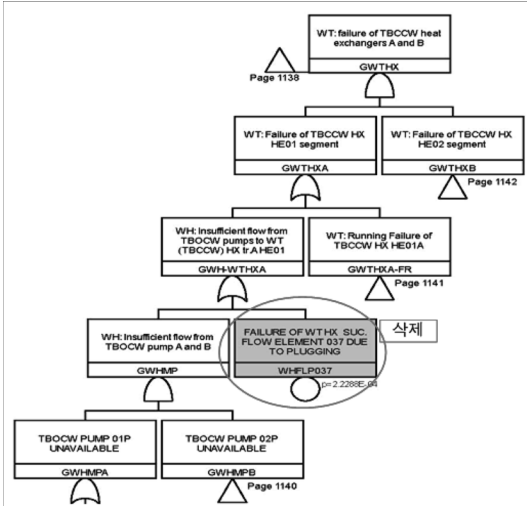 WT: failure of TBCCW heat
exchangers A and B
GWTHX
Page 1138
WT: Failure of TBCCW HX
HE01 segment
GWTHXA
WT: Failure of TBCCW HX
HE02 segment
GWTHXB
Page 1142
WH: Insufficient flow from
TBOCW pumps to WT
(TBCCW) HX tr.A HE01
GWH-WTHXA
WT: Running Failure of
TBCCW HX HE01A
GWTHXA-FR
Page 1141
WH: Insufficient flow from
TBOCW pump A and B
GWHMP
FAILURE OF WT HX SUC.
FLOW ELEMENT 037 DUE
TO PLUGGING
WHFLP037
p=2.2288E-04
삭제
TBOCW PUMP 01P
UNAVAILABLE
GWHMPA
TBOCW PUMP 02P
UNAVAILABLE
GWHMPB
Page 1140